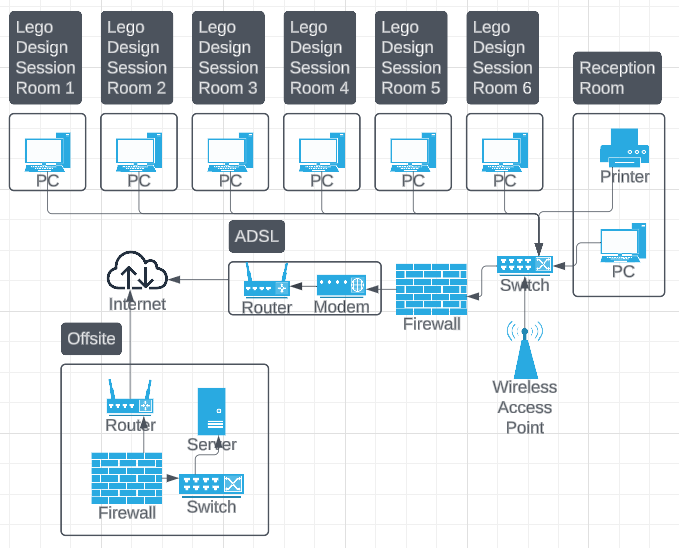 Lego
Design
Session
Room 1
Lego
Design
Session
Room 2
Lego
Design
Session
Room 3
Lego
Design
Session
Room 4
Lego
Design
Session
Room 5
Lego
Design
Session
Room 6
Reception
Room
PC
PC
PC
PC
PC
PC
Printer
PC
ADSL
Internet
Router
Modem
Firewall
Switch
Wireless
Access
Point
Offsite
Router
Server
Firewall
Switch